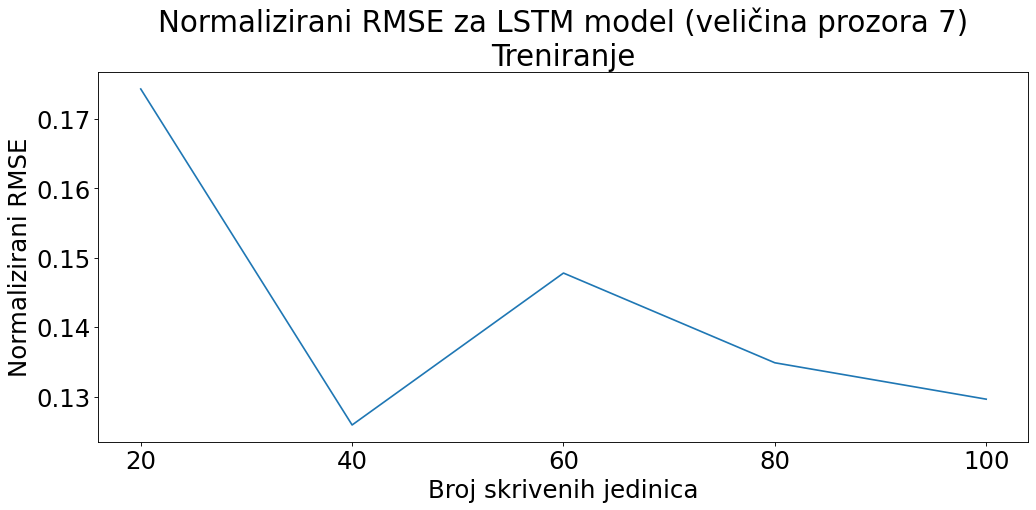 Normalizirani RMSE za LSTM model (veličina prozora 7)
Treniranje
Normalizirani RMSE
0.17
0.16
0.15
0.14
0.13
20 40 60 80 100
Broj skrivenih jedinica